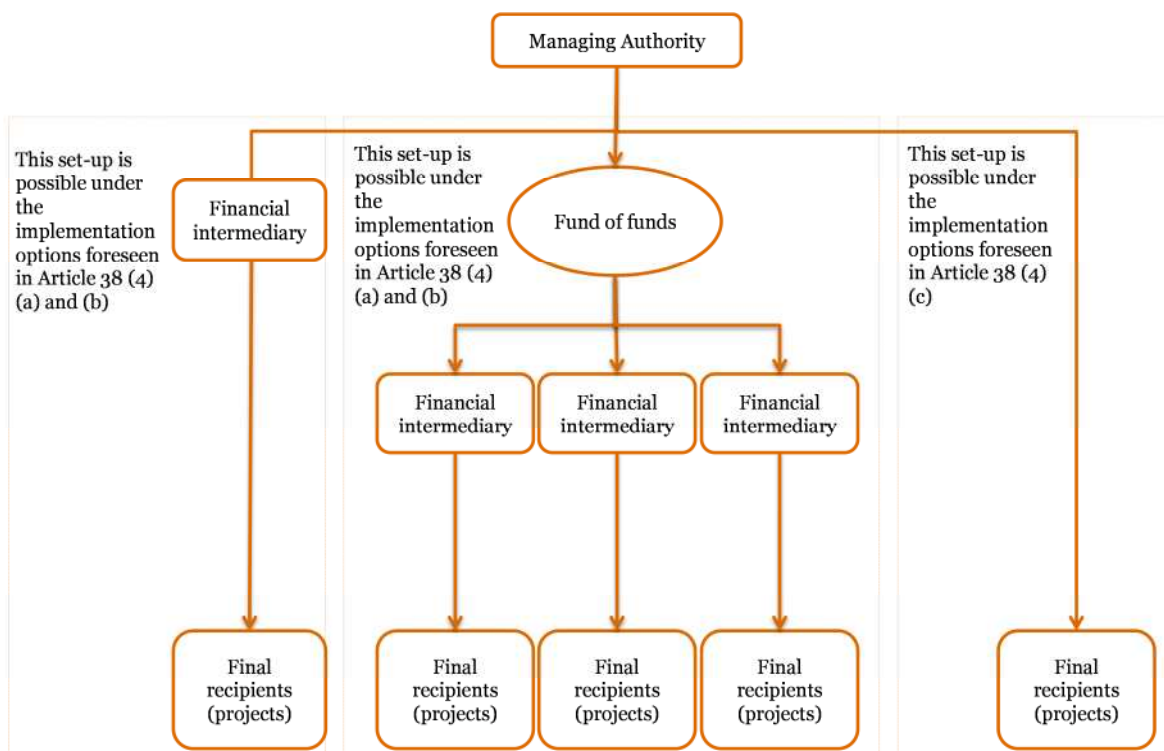 Managing Authority
This set-up is
possible under
the
implementation
options foreseen
in Article 38 (4)
(a) and (b)
Financial
intermediary
This set-up is
possible under
the
implementation
options foreseen
in Article 38 (4)
(a) and (b)
Fund of funds
This set-up is
possible under
the
implementation
options foreseen
in Article 38 (4)
(c)
Financial
intermediary
Financial
intermediary
Financial
intermediary
Final
recipients
(projects)
Final
recipients
(projects)
Final
recipients
(projects)
Final
recipients
(projects)
Final
recipients
(projects)